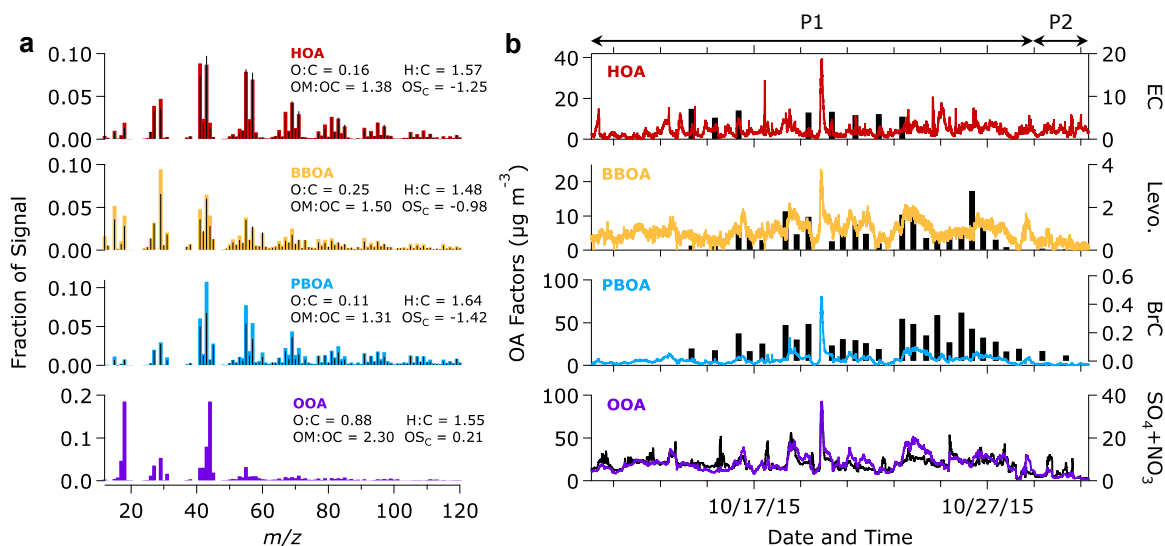 a
HOA
O:C = 0.16 H:C = 1.57
OM:OC = 1.38 OSC = -1.25
0.10
0.05
0.00
BBOA
O:C = 0.25 H:C = 1.48
OM:OC = 1.50 OSC = -0.98
0.10
0.05
0.00
PBOA
O:C = 0.11 H:C = 1.64
OM:OC = 1.31 OSC = -1.42
0.10
0.05
0.00
OOA
O:C = 0.88 H:C = 1.55
OM:OC = 2.30 OSC = 0.21
0.2
0.1
0.0
Fraction of Signal
20 40 60 80 100 120
m/z
b
P1 P2
HOA
40
20
0
20
10
0
EC
BBOA
20
10
0
4
2
0
Levo.
PBOA
100
50
0
0.6
0.4
0.2
0.0
BrC
OOA
100
50
0
40
20
0
SO4+NO3
OA Factors (µg m-3)
10/17/15 10/27/15
Date and Time